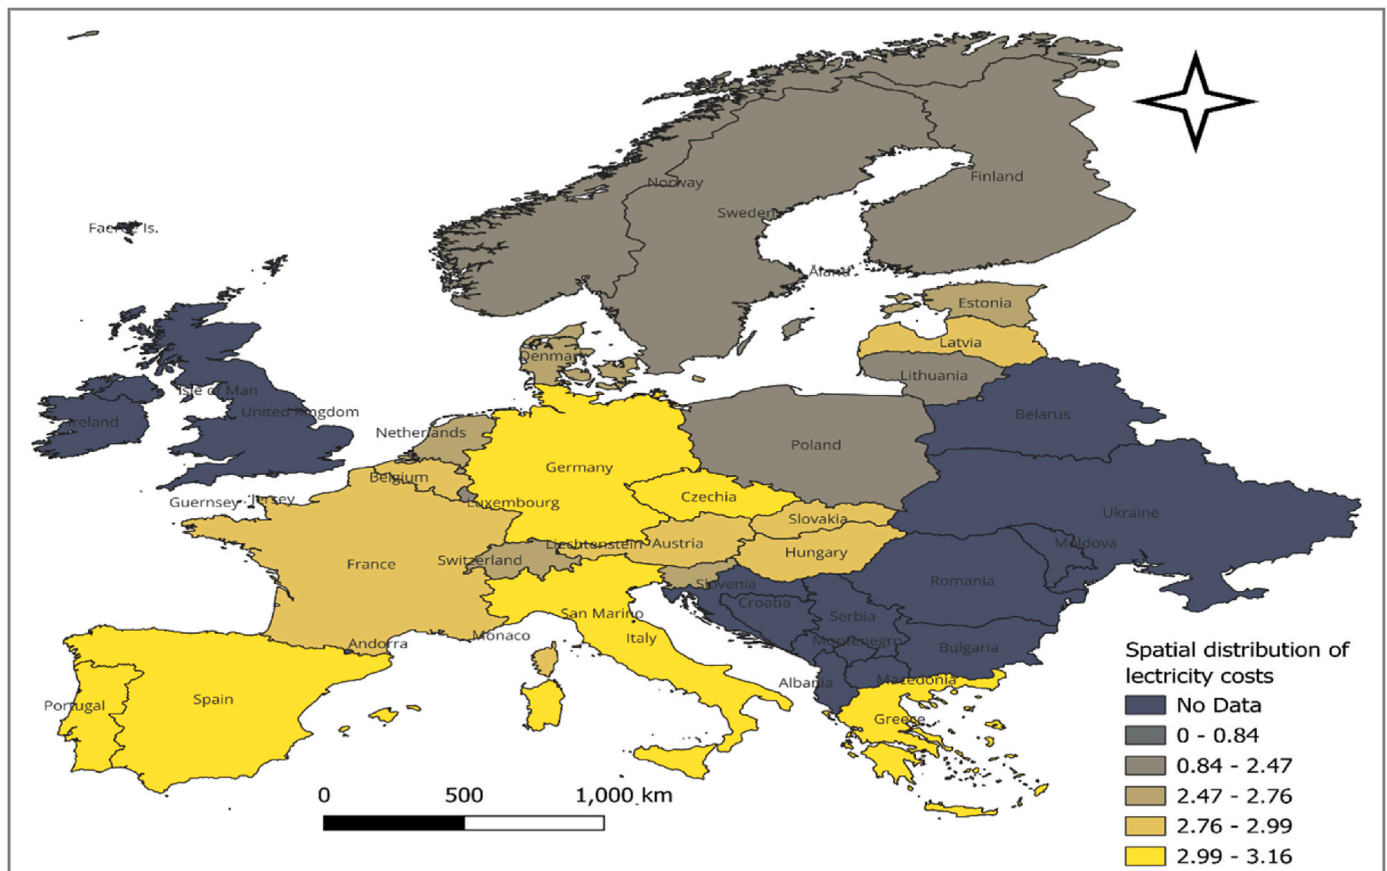 Norway
Finland
Sweden
Faeroe Is.
Åland
Estonia
Latvia
Denmark
Lithuania
Isle of Man
Ireland
United Kingdom
Belarus
Netherlands
Poland
Germany
Belgium
Czechia
Guernsey
Jersey
Luxembourg
Ukraine
Slovakia
Liechtenstein
Austria
Moldova
Hungary
France
Switzerland
Slovenia
Romania
Croatia
San Marino
Serbia
Monaco
Italy
Andorra
Montenegro
Bulgaria
Albania
Macedonia
Spain
Portugal
Greece
Spatial distribution of
lectricity costs
No Data
0 - 0.84
0.84 - 2.47
2.47 - 2.76
2.76 - 2.99
2.99 - 3.16
0 500 1,000 km